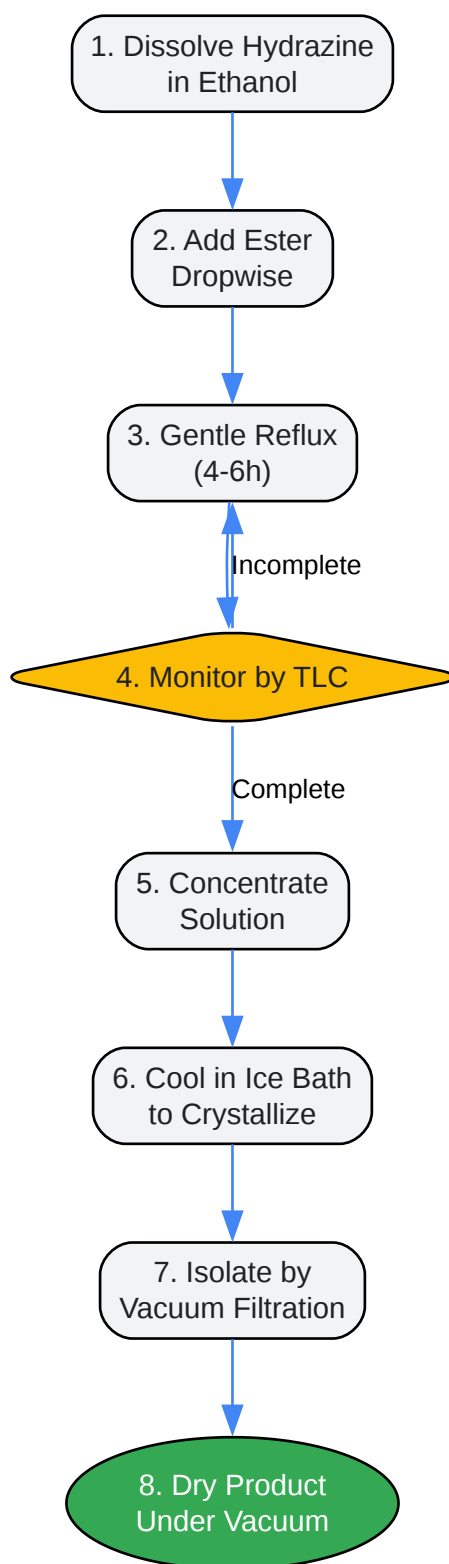 1. Dissolve Hydrazine
in Ethanol
2. Add Ester
Dropwise
3. Gentle Reflux
(4-6h)
Incomplete
4. Monitor by TLC
Complete
5. Concentrate
Solution
6. Cool in Ice Bath
to Crystallize
7. Isolate by
Vacuum Filtration
8. Dry Product
Under Vacuum